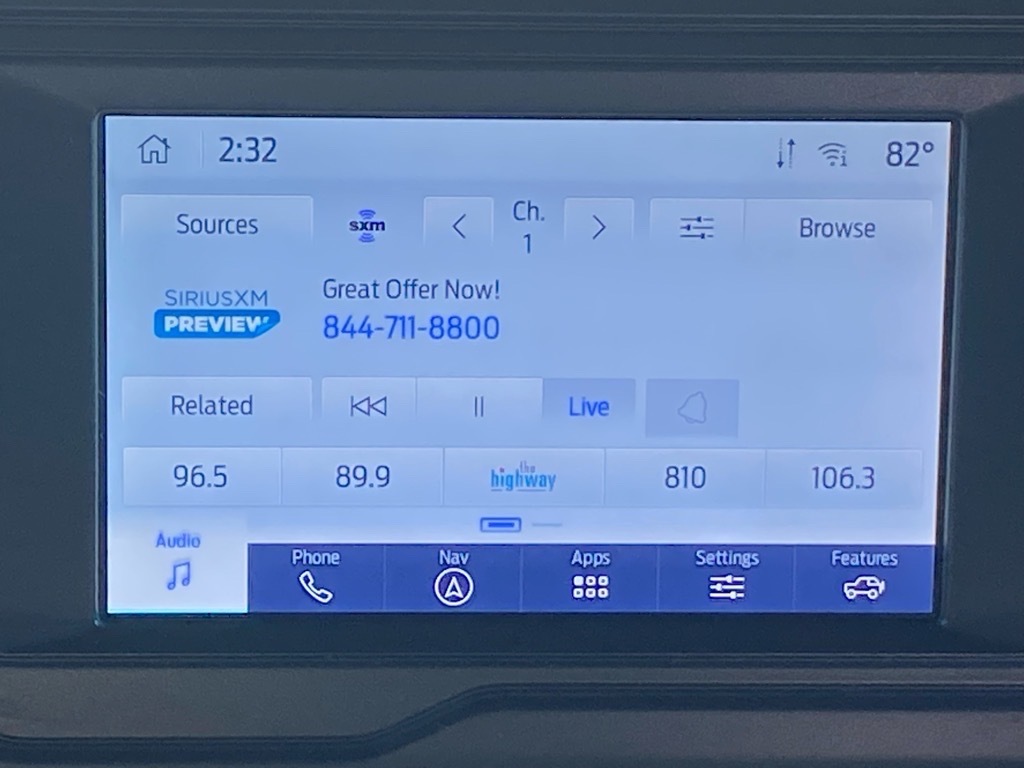 2:32
82°
Sources
sxm
Ch.
1
Browse
SIRIUSXM
PREVIEW
Great Offer Now!
844-711-8800
Related
Live
96.5
89.9
the
highway
810
106.3
Audio
Phone
Nav
Apps
Settings
Features